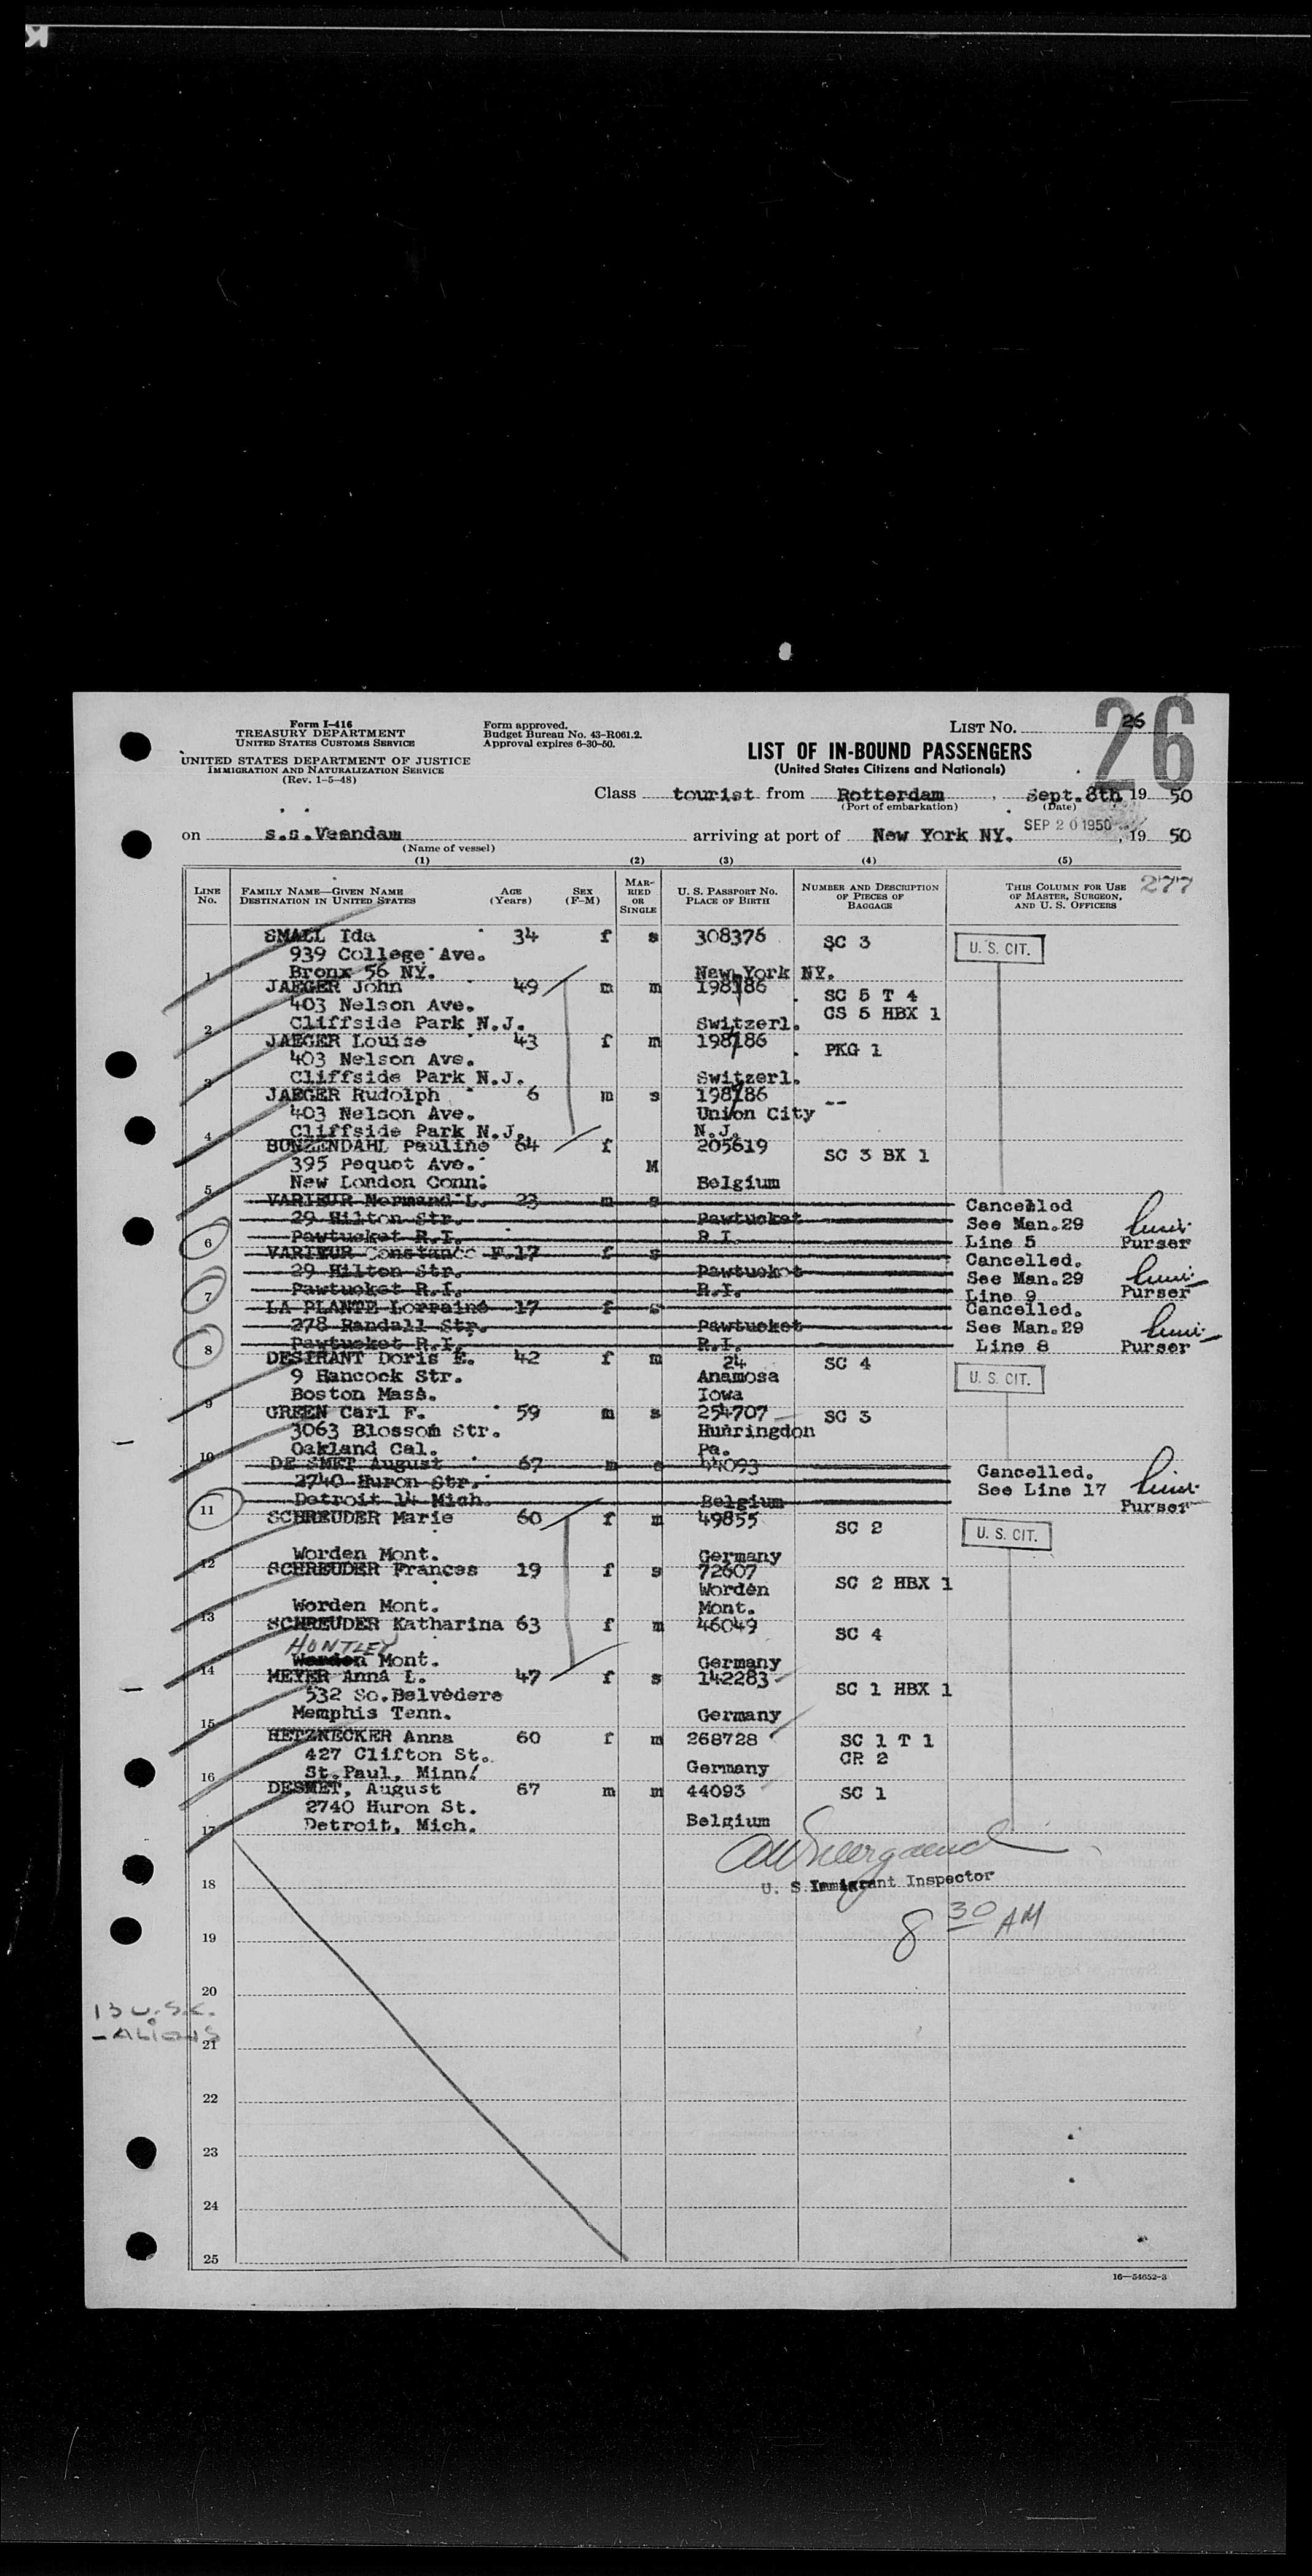 Form I-416
TREASURY DEPARTMENT
UNITED STATES CUSTOMS SERVICE
UNITED STATES DEPARTMENT OF JUSTICE
IMMIGRATION AND NATURALIZATION SERVICE
(Rev. 1-5-48)
Form approved.
Budget Bureau No. 43-R061.2.
Approval expires 6-30-50.
LIST No. 26
26
LIST OF IN-BOUND PASSENGERS
(United States Citizens and Nationals)
Class tourist from Rotterdam, Sept. 8th, 19 50
(Port of embarkation) (Date)
on s.s.Veendam arriving at port of New York NY. SEP 20 1950, 19 50
(Name of vessel)
(1) (2) (3) (4) (5)
LINE No. FAMILY NAME—GIVEN NAME DESTINATION IN UNITED STATES AGE (Years) SEX (F-M) MARRIED OR SINGLE U. S. PASSPORT No. PLACE OF BIRTH NUMBER AND DESCRIPTION OF PIECES OF BAGGAGE THIS COLUMN FOR USE OF MASTER, SURGEON, AND U. S. OFFICERS 277
SMALL Ida 34 f s 308376 SC 3 U. S. CIT.
939 College Ave.
1 Bronx 56 NY. New York NY.
JAEGER John 49 m m 198186 SC 5 T 4
403 Nelson Ave. CS 5 HBX 1
2 Cliffside Park N.J. Switzerl.
JAEGER Louise 43 f m 198186 PKG 1
403 Nelson Ave.
3 Cliffside Park N.J. Switzerl.
JAEGER Rudolph 6 m s 198186 --
403 Nelson Ave. Union City
4 Cliffside Park N.J. N.J.
BUNZENDAHL Pauline 64 f 205619 SC 3 BX 1
395 Pequot Ave. M
5 New London Conn. Belgium
VARIEUR Normand L. 23 m s Cancelled
29 Hilton Str. Pawtucket See Man.29
6 Pawtucket R.I. R.I. Line 5 Purser
VARIEUR Constance F. 17 f s Cancelled.
29 Hilton Str. Pawtucket See Man.29
7 Pawtucket R.I. R.I. Line 9 Purser
LA PLANTE Lorraine 17 f s Cancelled.
278 Randall Str. Pawtucket See Man.29
8 Pawtucket R.I. R.I. Line 8 Purser
DESIRANT Doris E. 42 f m 24 SC 4 U. S. CIT.
9 Hancock Str. Anamosa
9 Boston Mass. Iowa
GREEN Carl F. 59 m s 254707 SC 3
3063 Blossom Str. Hunringdon
10 Oakland Cal. Pa.
DE SMET August 67 m s 44093 Cancelled.
2740 Huron Str. See Line 17
11 Detroit 14 Mich. Belgium Purser
SCHREUDER Marie 60 f m 49855 SC 2 U. S. CIT.
12 Worden Mont. Germany
SCHREUDER Frances 19 f s 72607 SC 2 HBX 1
Worden
13 Worden Mont. Mont.
SCHREUDER Katharina 63 f m 46049 SC 4
HUNTLEY
14 Worden Mont. Germany
MEYER Anna L. 47 f s 142283 SC 1 HBX 1
532 So.Belvedere
15 Memphis Tenn. Germany
HETZNECKER Anna 60 f m 268728 SC 1 T 1
427 Clifton St. CR 2
16 St.Paul, Minn. Germany
DESMET, August 67 m m 44093 SC 1
2740 Huron St.
17 Detroit, Mich. Belgium
U. S. Immigrant Inspector
18
8 30 AM
19
20
13 U.S.C.
- ALiens
21
22
23
24
25
16—54652-3